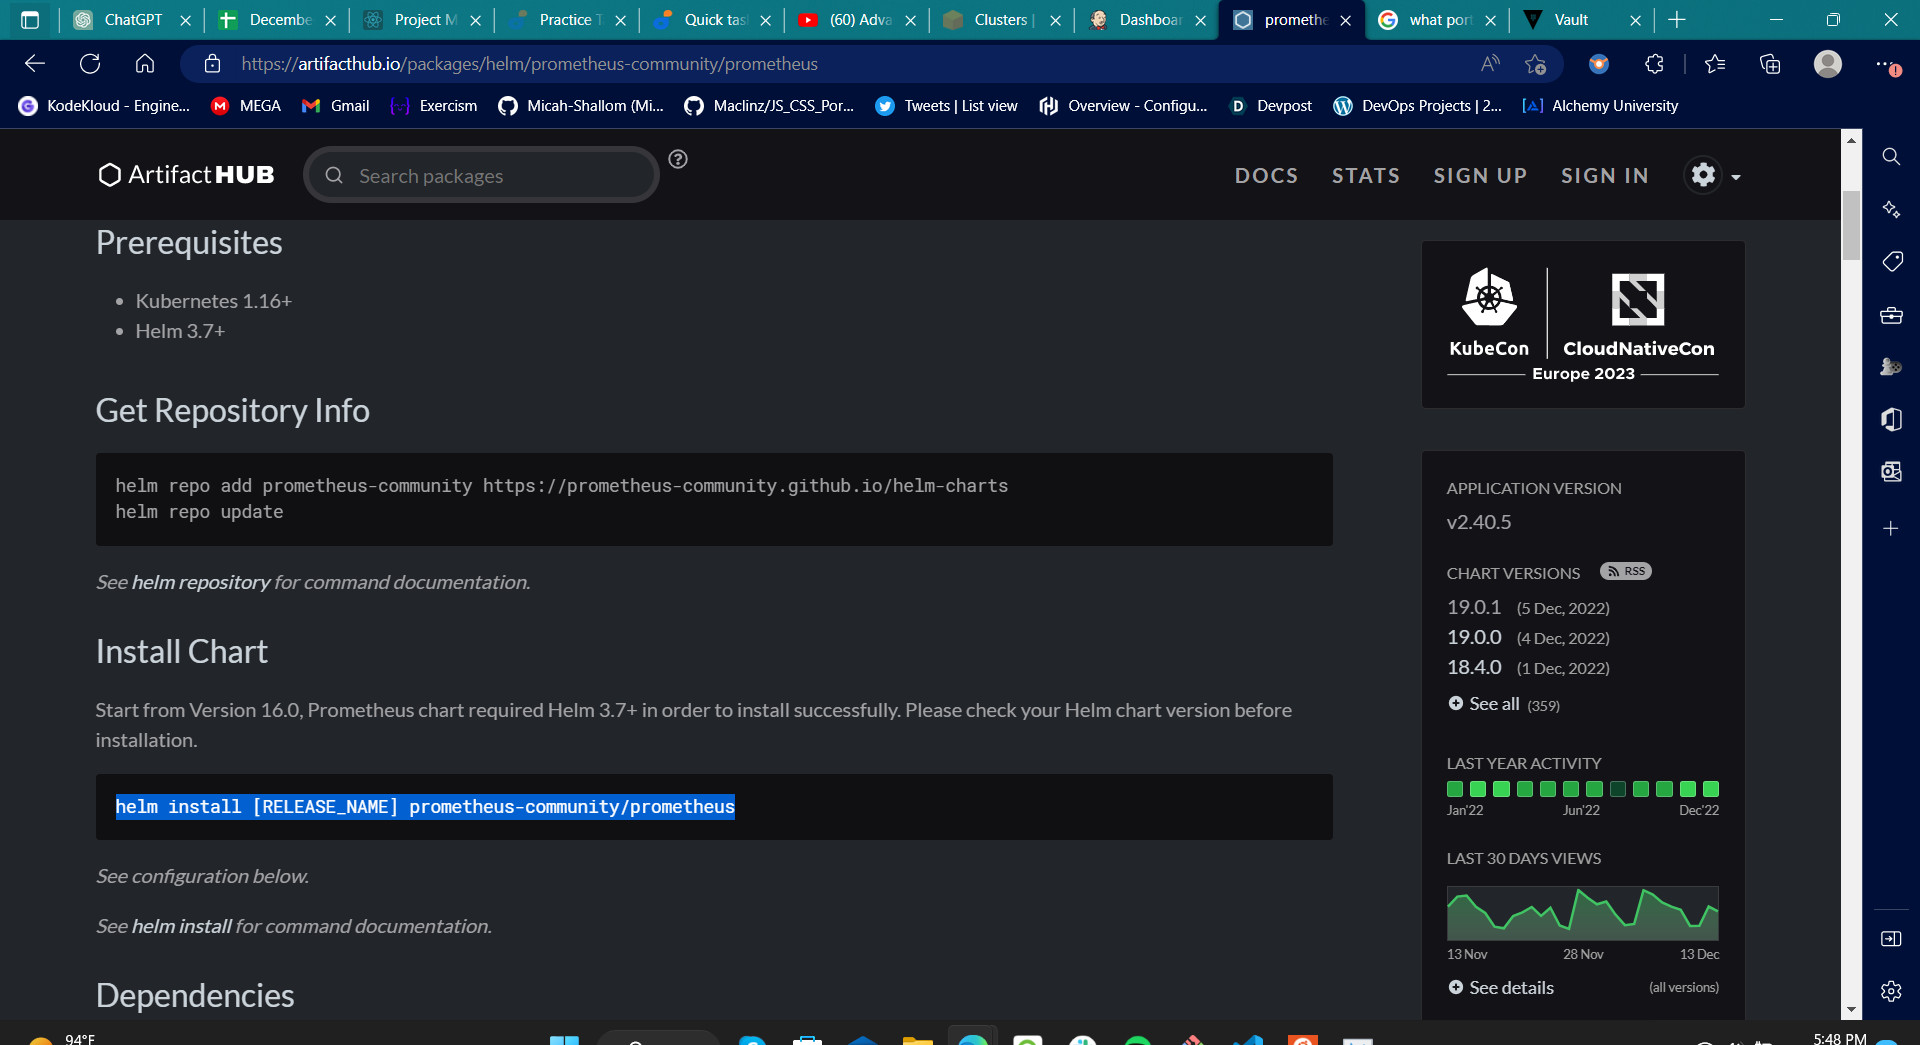 ChatGPT
Decembe
Project M
Practice T
Quick tas
(60) Adva
Clusters |
Dashboar
promethe
what port
Vault
https://artifacthub.io/packages/helm/prometheus-community/prometheus
KodeKloud - Engine...
MEGA
Gmail
Exercism
Micah-Shallom (Mi...
Maclinz/JS_CSS_Por...
Tweets | List view
Overview - Configu...
Devpost
DevOps Projects | 2...
Alchemy University
Artifact HUB
Search packages
DOCS
STATS
SIGN UP
SIGN IN
Prerequisites
Kubernetes 1.16+
Helm 3.7+
Get Repository Info
helm repo add prometheus-community https://prometheus-community.github.io/helm-charts
helm repo update
See helm repository for command documentation.
Install Chart
Start from Version 16.0, Prometheus chart required Helm 3.7+ in order to install successfully. Please check your Helm chart version before
installation.
helm install [RELEASE_NAME] prometheus-community/prometheus
See configuration below.
See helm install for command documentation.
Dependencies
KubeCon
CloudNativeCon
Europe 2023
APPLICATION VERSION
v2.40.5
CHART VERSIONS RSS
19.0.1 (5 Dec, 2022)
19.0.0 (4 Dec, 2022)
18.4.0 (1 Dec, 2022)
See all (359)
LAST YEAR ACTIVITY
Jan'22 Jun'22 Dec'22
LAST 30 DAYS VIEWS
13 Nov 28 Nov 13 Dec
See details (all versions)
94°F
5:48 PM